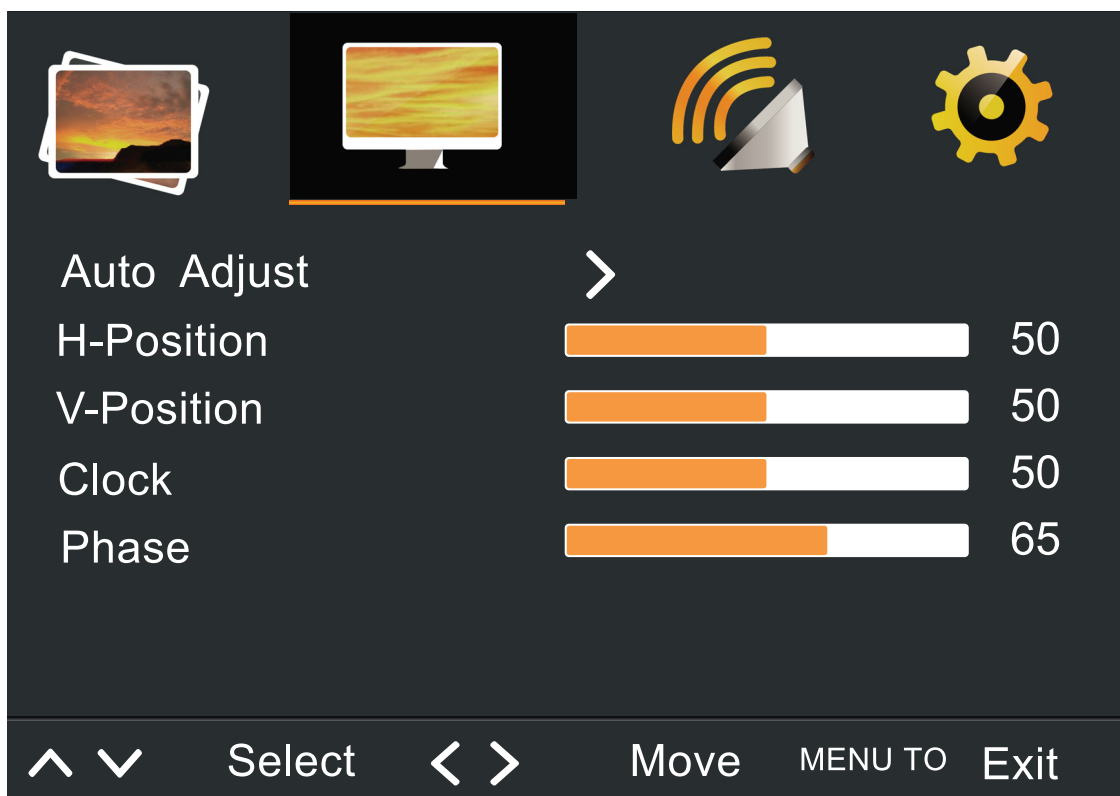 Auto Adjust
H-Position 50
V-Position 50
Clock 50
Phase 65
Select Move MENU TO Exit